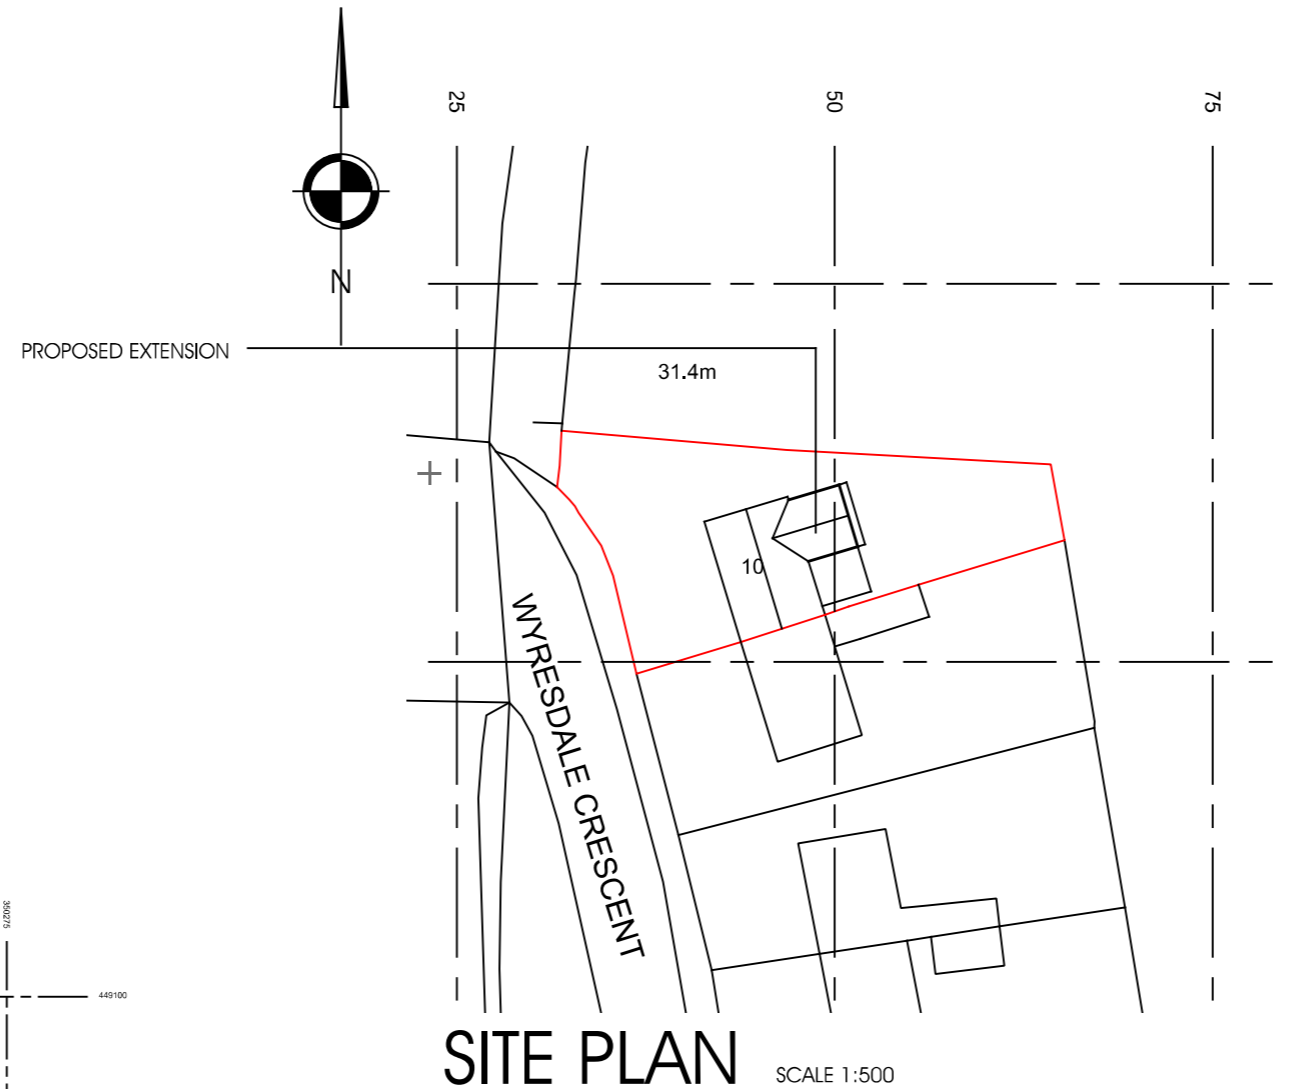 25
50
75
N
PROPOSED EXTENSION
31.4m
10
WYRESDALE CRESCENT
350275
449100
SITE PLAN
SCALE 1:500